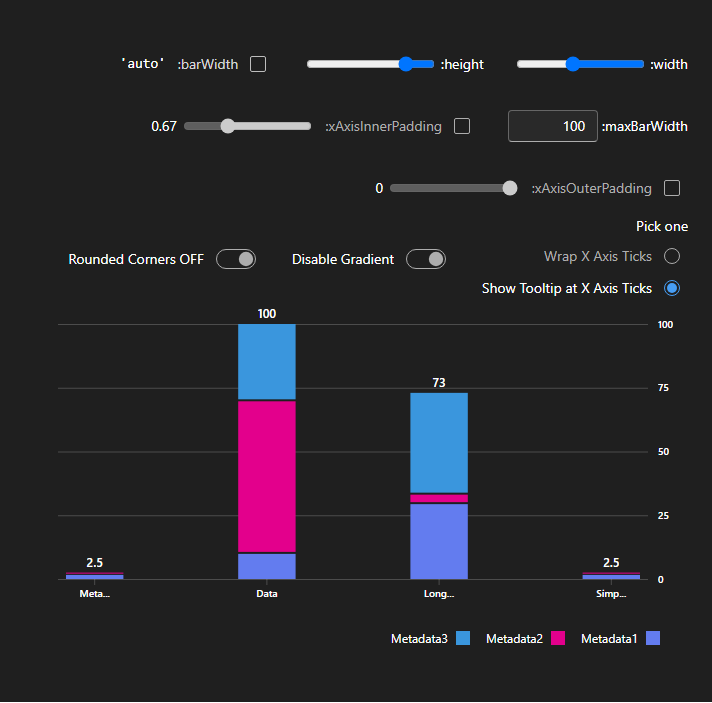 'auto' :barWidth :height :width
0.67 :xAxisInnerPadding 100 :maxBarWidth
0 :xAxisOuterPadding
Pick one
Rounded Corners OFF Disable Gradient Wrap X Axis Ticks
Show Tooltip at X Axis Ticks
100 100
73 75
50
25
2.5 2.5
0
Meta... Data Long... Simp...
Metadata3 Metadata2 Metadata1